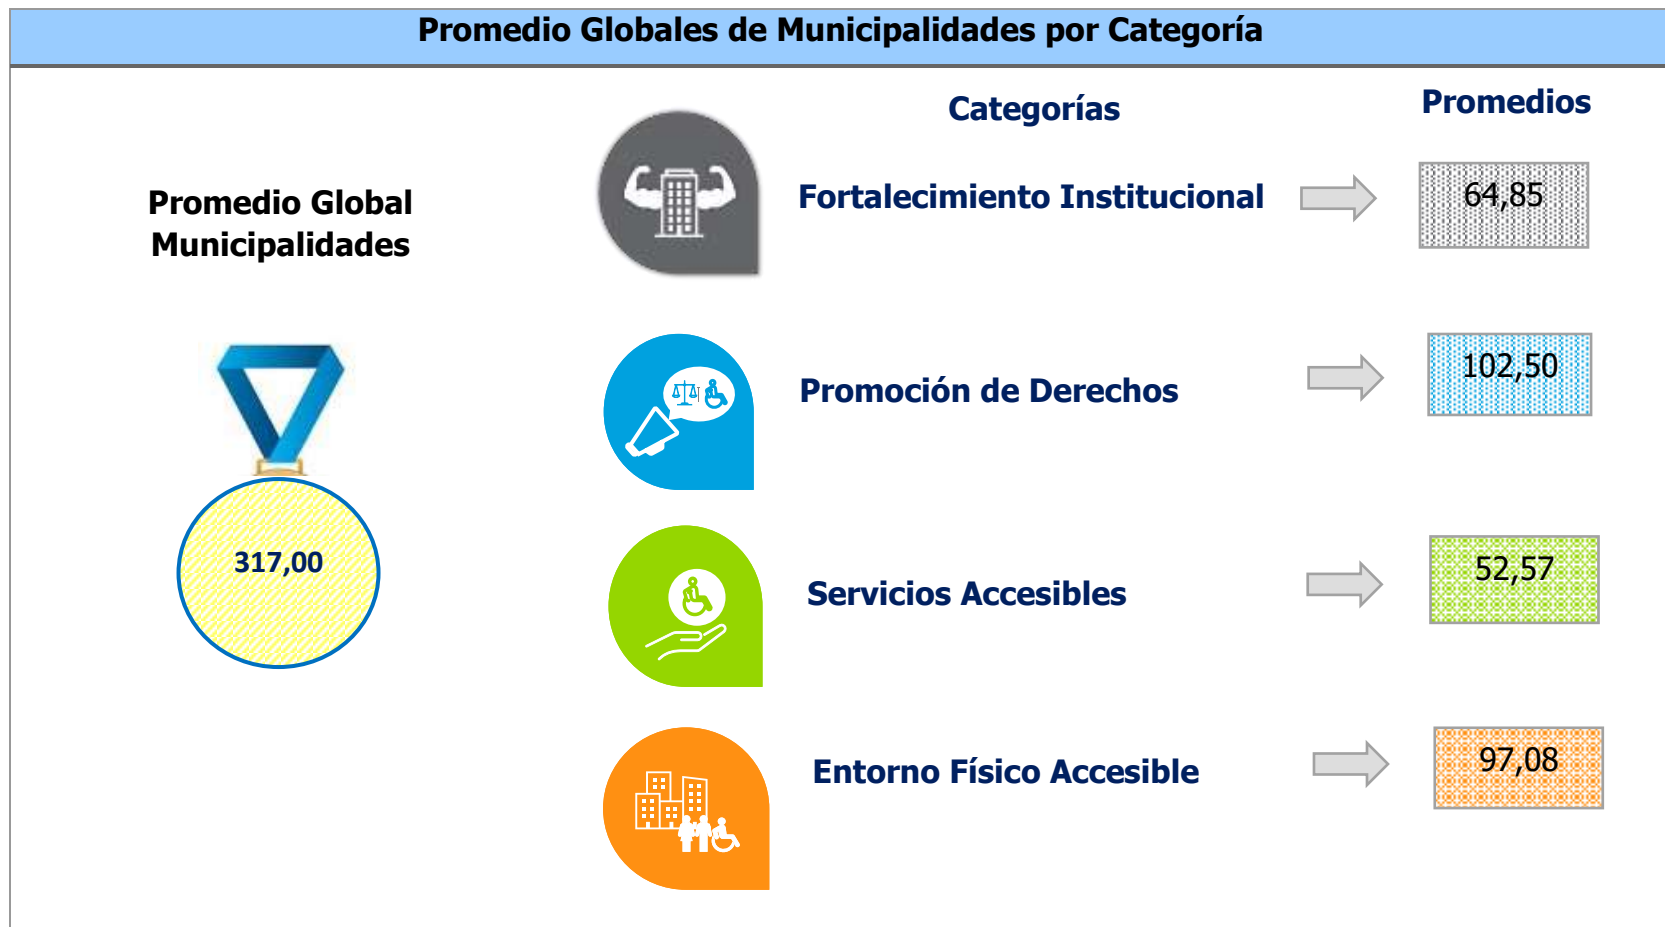 Promedio Globales de Municipalidades por Categoría
Categorías
Promedios
Promedio Global
Municipalidades
317,00
Fortalecimiento Institucional
64,85
Promoción de Derechos
102,50
Servicios Accesibles
52,57
Entorno Físico Accesible
97,08